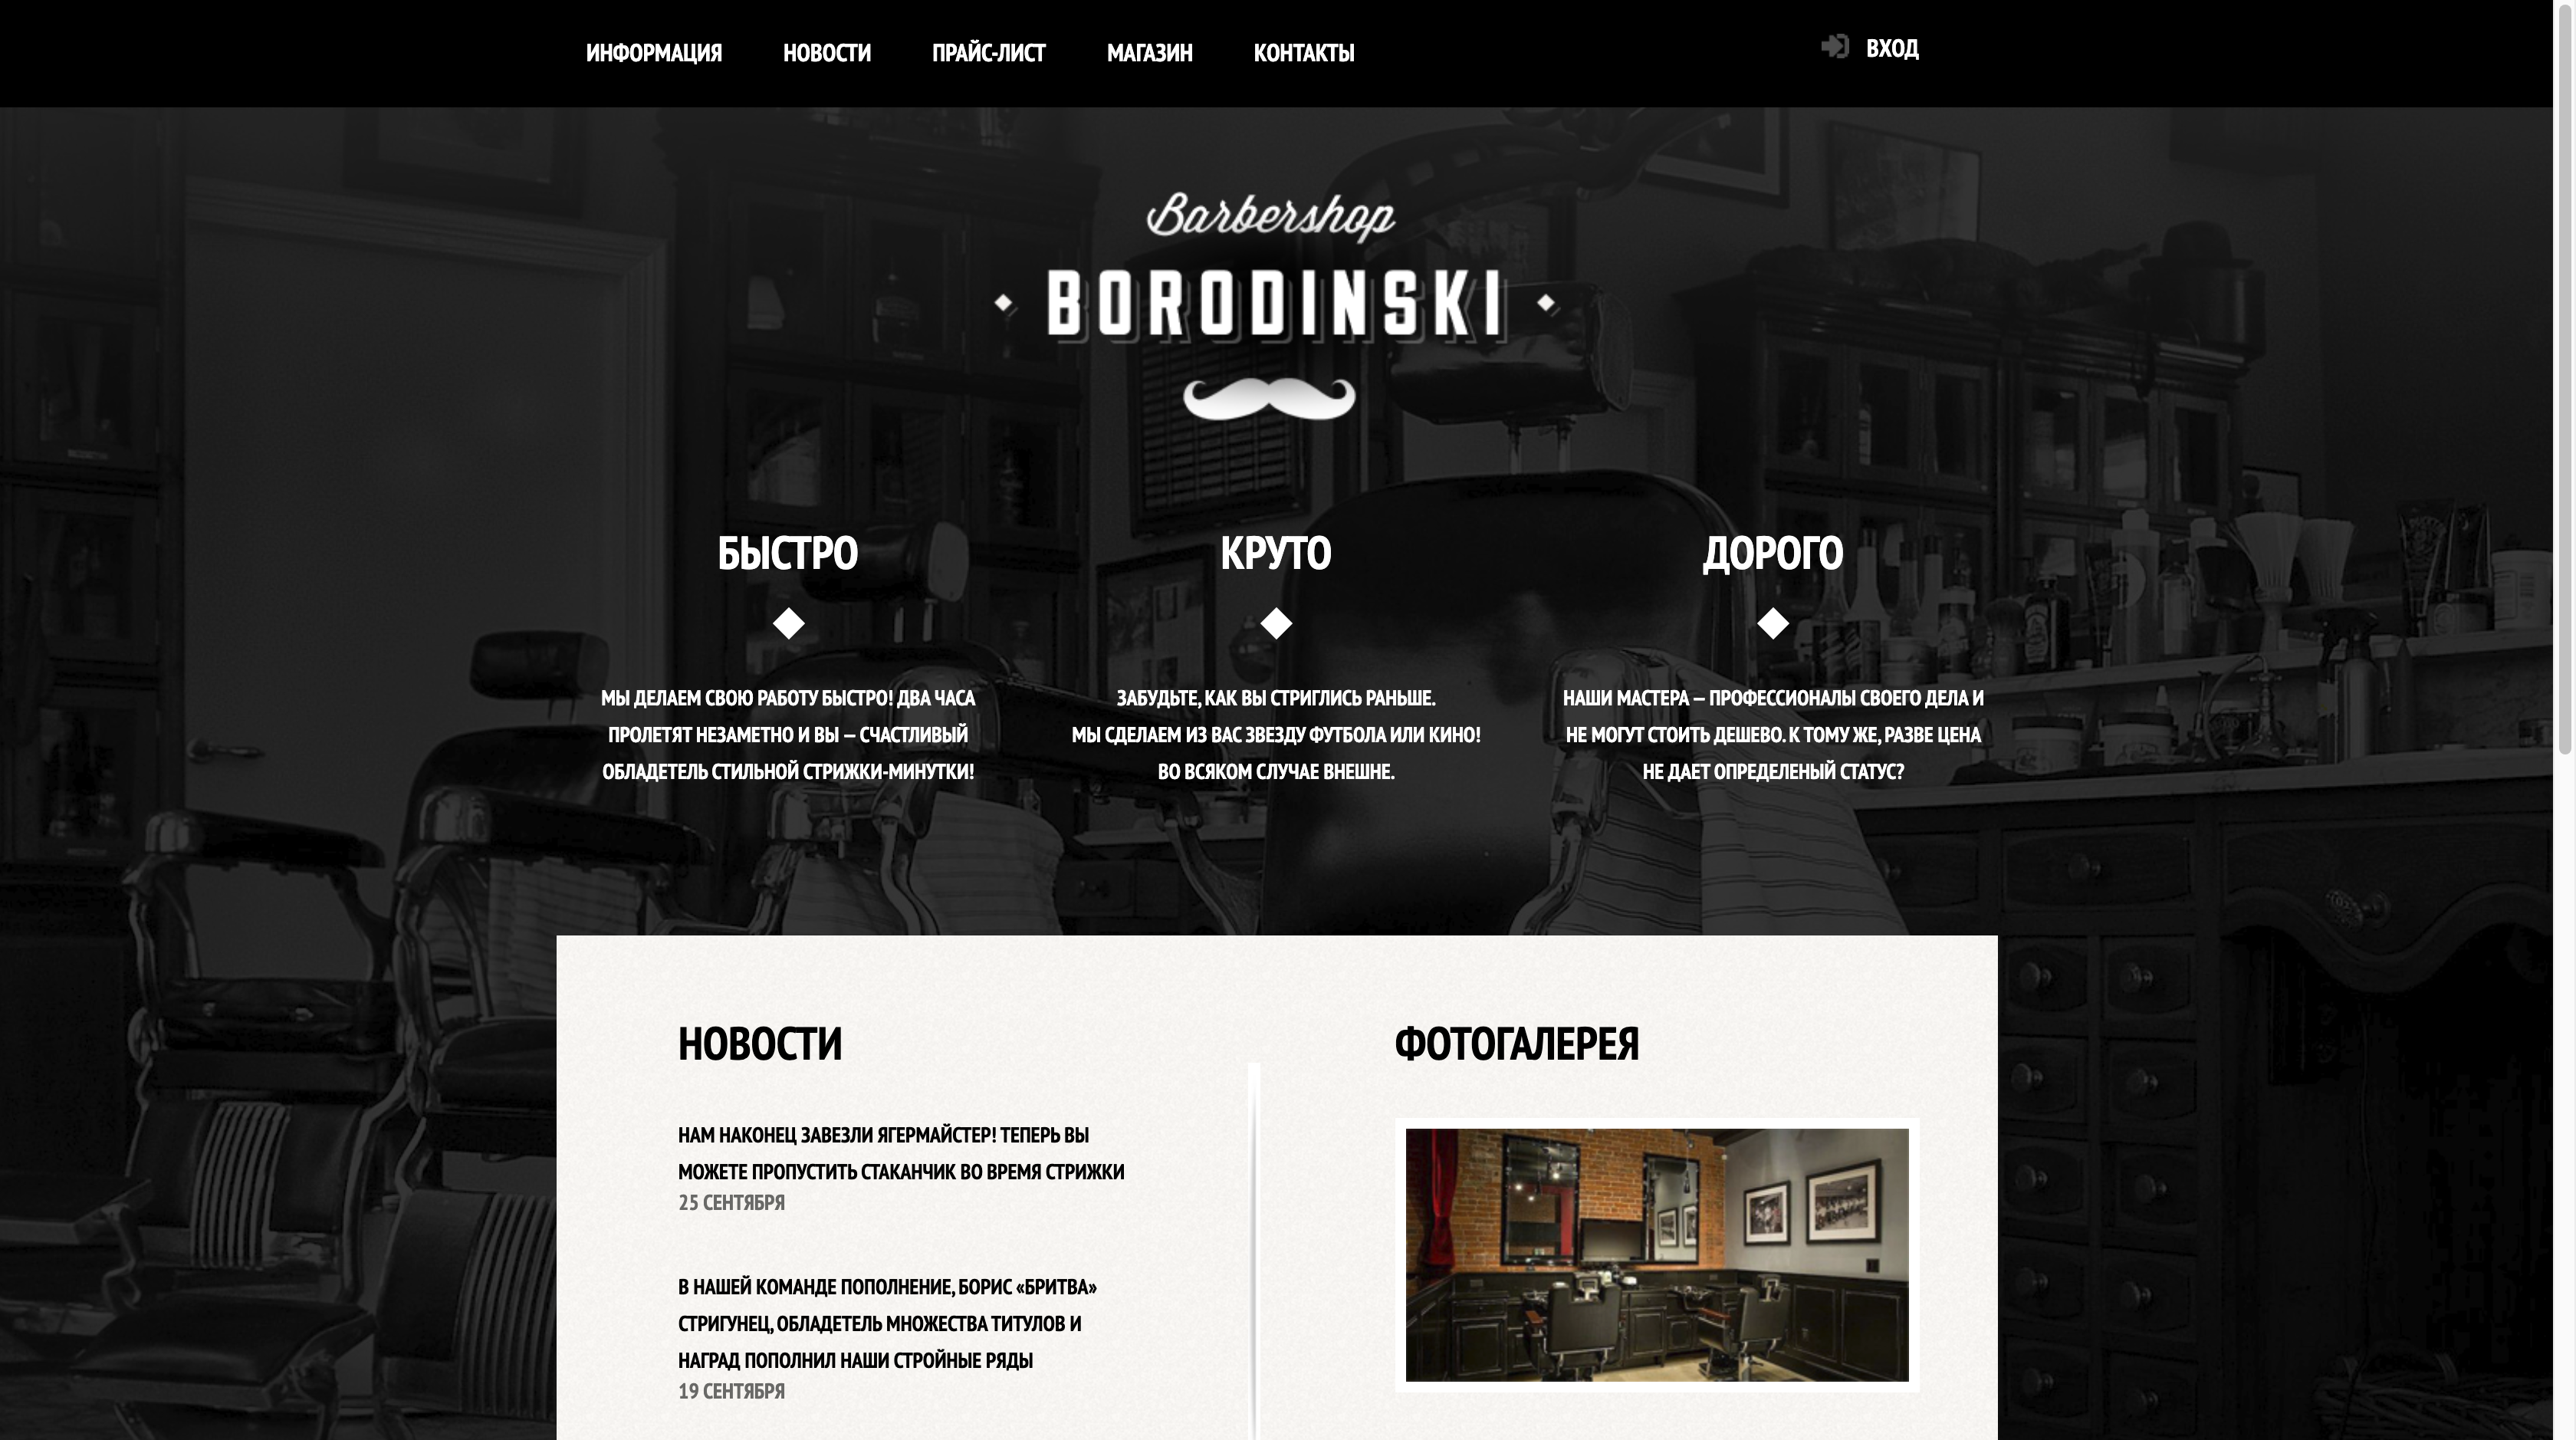 ИНФОРМАЦИЯ НОВОСТИ ПРАЙС-ЛИСТ МАГАЗИН КОНТАКТЫ ВХОД
Barbershop
BORODINSKI
БЫСТРО
МЫ ДЕЛАЕМ СВОЮ РАБОТУ БЫСТРО! ДВА ЧАСА
ПРОЛЕТЯТ НЕЗАМЕТНО И ВЫ — СЧАСТЛИВЫЙ
ОБЛАДЕТЕЛЬ СТИЛЬНОЙ СТРИЖКИ-МИНУТКИ!
КРУТО
ЗАБУДЬТЕ, КАК ВЫ СТРИГЛИСЬ РАНЬШЕ.
МЫ СДЕЛАЕМ ИЗ ВАС ЗВЕЗДУ ФУТБОЛА ИЛИ КИНО!
ВО ВСЯКОМ СЛУЧАЕ ВНЕШНЕ.
ДОРОГО
НАШИ МАСТЕРА — ПРОФЕССИОНАЛЫ СВОЕГО ДЕЛА И
НЕ МОГУТ СТОИТЬ ДЕШЕВО. К ТОМУ ЖЕ, РАЗВЕ ЦЕНА
НЕ ДАЕТ ОПРЕДЕЛЕНЫЙ СТАТУС?
НОВОСТИ
НАМ НАКОНЕЦ ЗАВЕЗЛИ ЯГЕРМАЙСТЕР! ТЕПЕРЬ ВЫ
МОЖЕТЕ ПРОПУСТИТЬ СТАКАНЧИК ВО ВРЕМЯ СТРИЖКИ
25 СЕНТЯБРЯ
В НАШЕЙ КОМАНДЕ ПОПОЛНЕНИЕ, БОРИС «БРИТВА»
СТРИГУНЕЦ, ОБЛАДЕТЕЛЬ МНОЖЕСТВА ТИТУЛОВ И
НАГРАД ПОПОЛНИЛ НАШИ СТРОЙНЫЕ РЯДЫ
19 СЕНТЯБРЯ
ФОТОГАЛЕРЕЯ